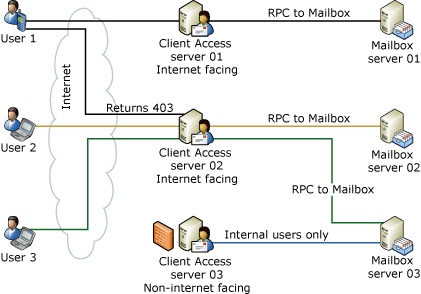 RPC to Mailbox
User 1
Client Access
server 01
Internet facing
Mailbox
server 01
Internet
Returns 403
RPC to Mailbox
User 2
Client Access
server 02
Internet facing
Mailbox
server 02
RPC to Mailbox
Internal users only
User 3
Client Access
server 03
Non-internet facing
Mailbox
server 03